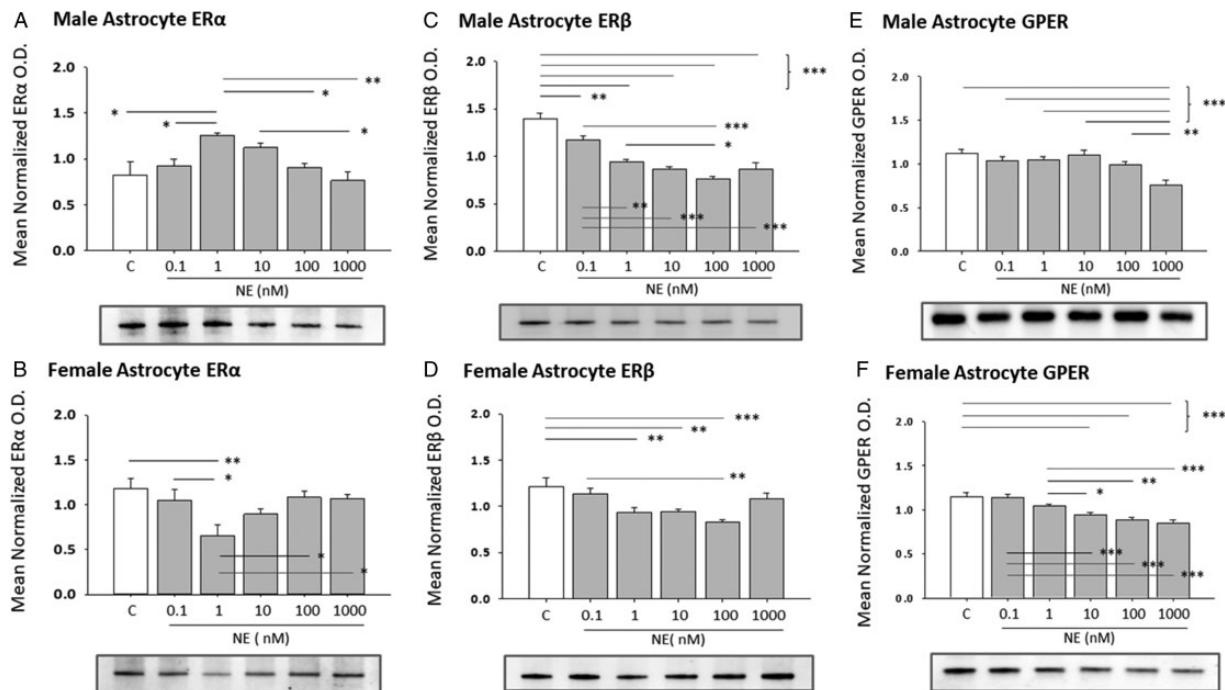 A Male Astrocyte ERα
Mean Normalized ERα O.D.
2.0
1.5
1.0
0.5
0.0
*
*
**
*
*
C 0.1 1 10 100 1000
NE (nM)
B Female Astrocyte ERα
Mean Normalized ERα O.D.
2.0
1.5
1.0
0.5
0.0
**
*
*
*
C 0.1 1 10 100 1000
NE ( nM)
C Male Astrocyte ERβ
Mean Normalized ERβ O.D.
2.0
1.5
1.0
0.5
0.0
***
**
***
*
**
***
***
C 0.1 1 10 100 1000
NE (nM)
D Female Astrocyte ERβ
Mean Normalized ERβ O.D.
2.0
1.5
1.0
0.5
0.0
***
**
**
**
C 0.1 1 10 100 1000
NE( nM)
E Male Astrocyte GPER
Mean Normalized GPER O.D.
2.0
1.5
1.0
0.5
0.0
***
**
C 0.1 1 10 100 1000
NE (nM)
F Female Astrocyte GPER
Mean Normalized GPER O.D.
2.0
1.5
1.0
0.5
0.0
***
***
**
*
***
***
***
C 0.1 1 10 100 1000
NE (nM)